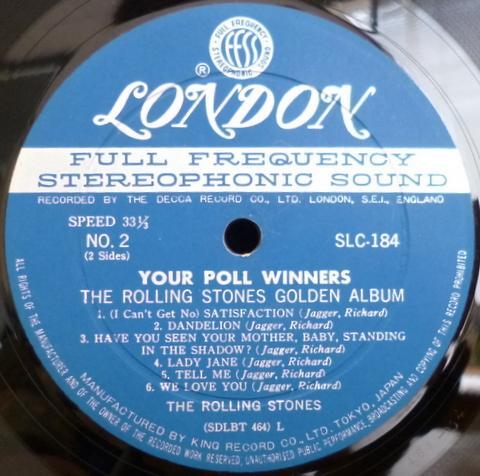 FULL FREQUENCY
ffss
STEREOPHONIC SOUND
®
LONDON
FULL FREQUENCY
STEREOPHONIC SOUND
RECORDED BY THE DECCA RECORD CO., LTD. LONDON, S.E.I., ENGLAND
SPEED 33⅓
NO. 2
(2 Sides)
SLC-184
YOUR POLL WINNERS
THE ROLLING STONES GOLDEN ALBUM
1. (I Can't Get No) SATISFACTION (Jagger, Richard)
2. DANDELION (Jagger, Richard)
3. HAVE YOU SEEN YOUR MOTHER, BABY, STANDING
IN THE SHADOW? (Jagger, Richard)
4. LADY JANE (Jagger, Richard)
5. TELL ME (Jagger, Richard)
6. WE LOVE YOU (Jagger, Richard)
THE ROLLING STONES
(SDLBT 464) L
MANUFACTURED BY KING RECORD CO., LTD. TOKYO, JAPAN
ALL RIGHTS OF THE MANUFACTURER AND OF THE OWNER OF THE RECORDED WORK RESERVED, UNAUTHORISED PUBLIC PERFORMANCE, BROADCASTING AND COPYING OF THIS RECORD PROHIBITED